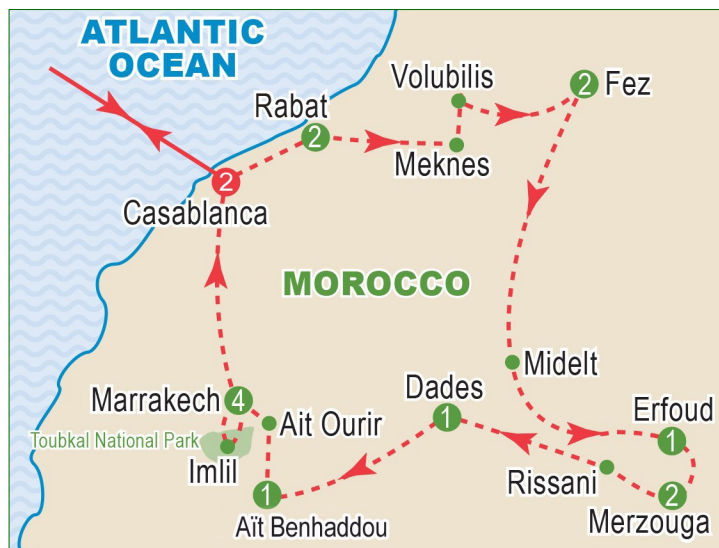 ATLANTIC
OCEAN
Volubilis
2 Fez
Rabat
2
Meknes
2
Casablanca
MOROCCO
Midelt
Dades
1
Marrakech 4
Ait Ourir
Erfoud
1
Toubkal National Park
Imlil
Rissani
1
Aït Benhaddou
2
Merzouga